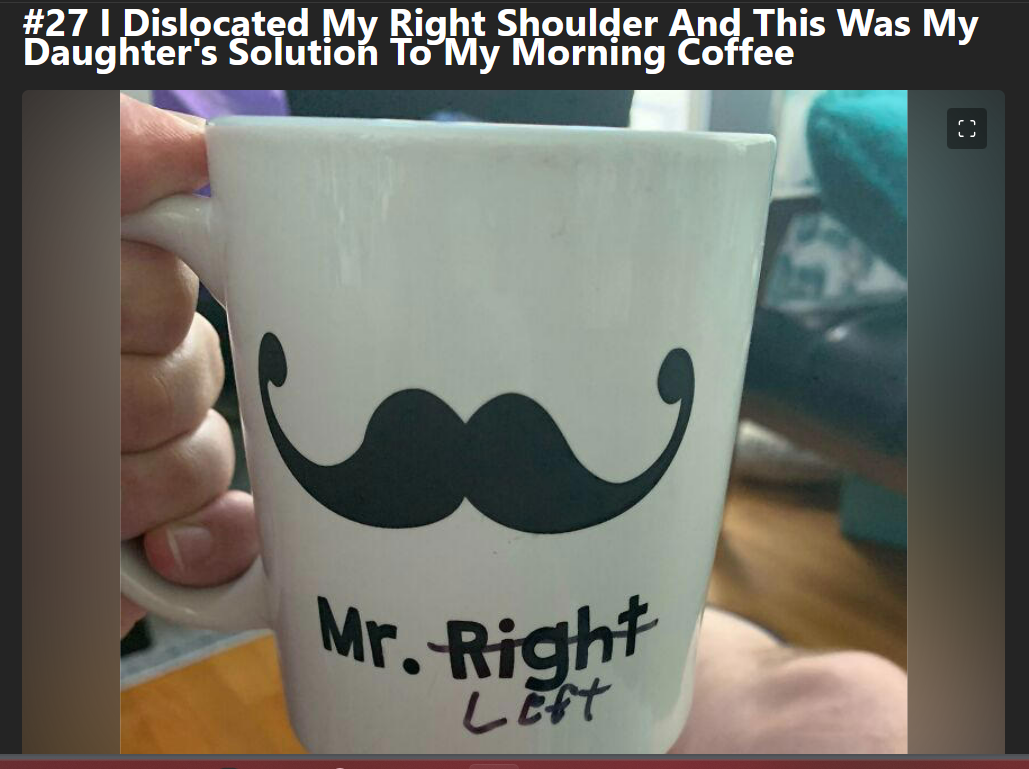 #27 I Dislocated My Right Shoulder And This Was My
Daughter's Solution To My Morning Coffee
Mr. Right
Left